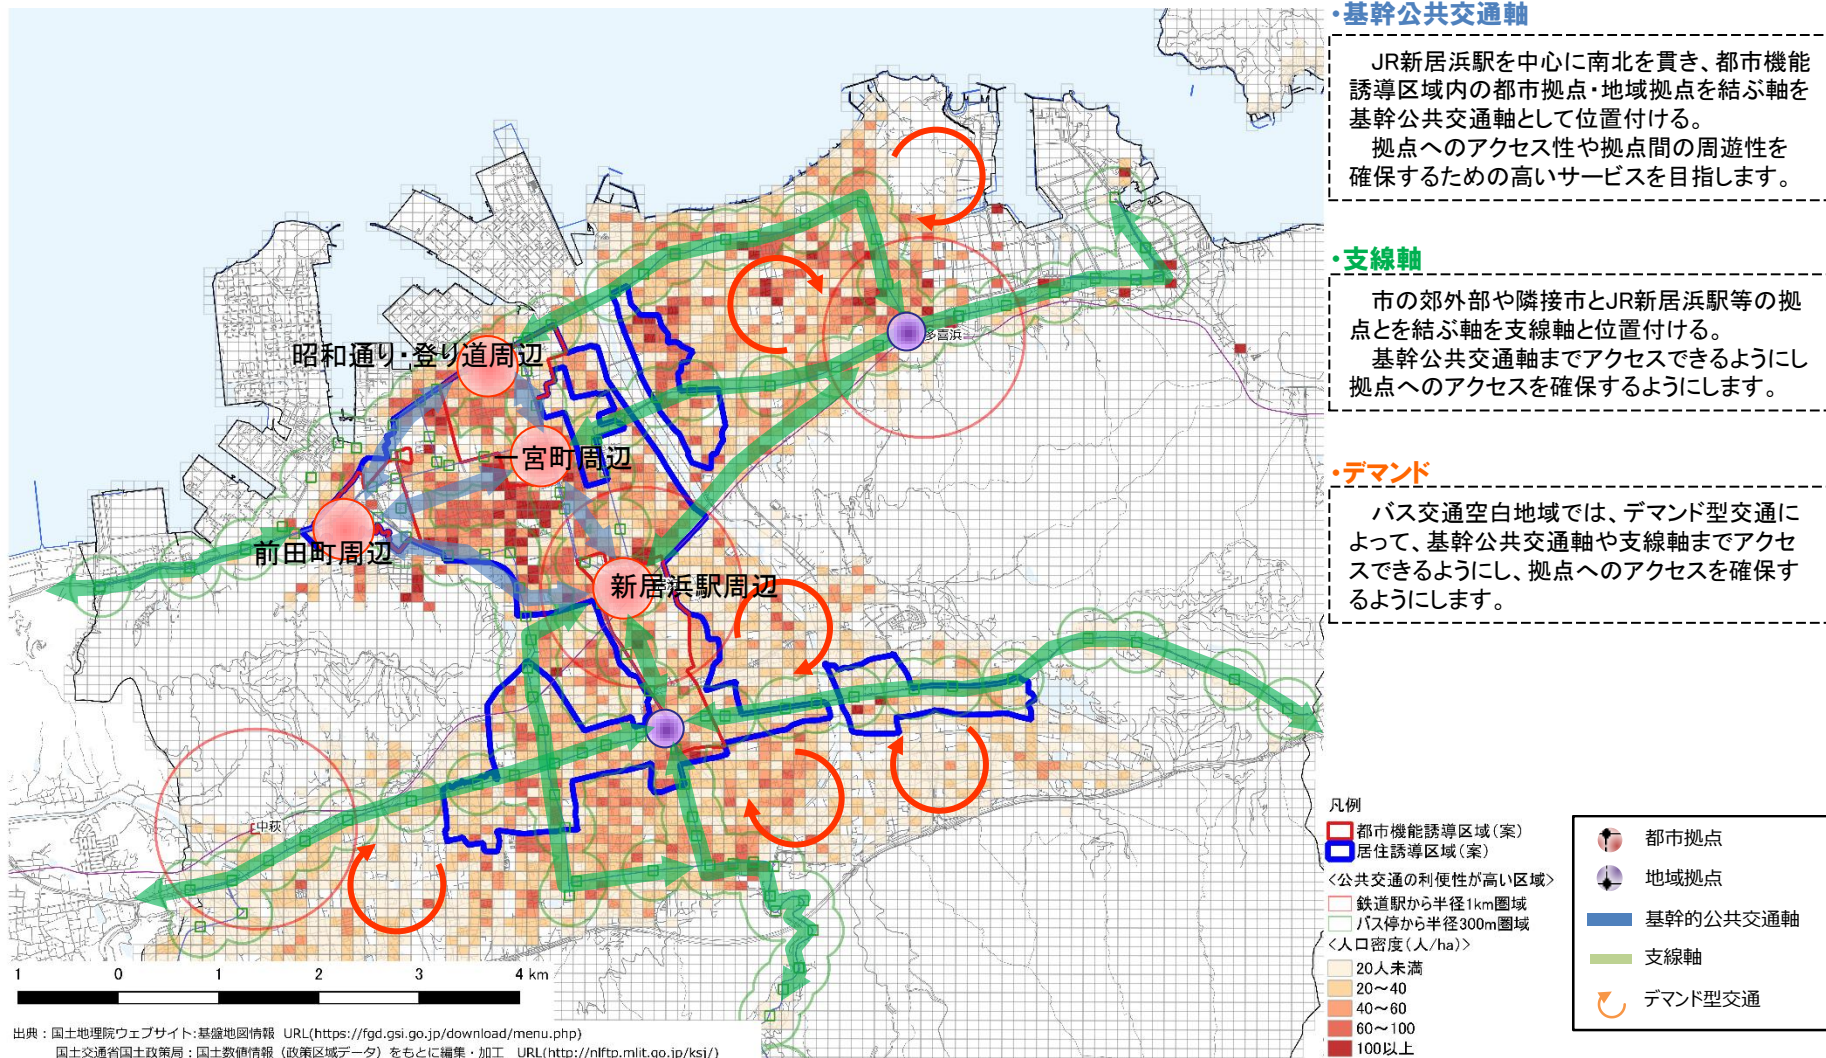 ・基幹公共交通軸
JR新居浜駅を中心に南北を貫き、都市機能
誘導区域内の都市拠点・地域拠点を結ぶ軸を
基幹公共交通軸として位置付ける。
拠点へのアクセス性や拠点間の周遊性を
確保するための高いサービスを目指します。
・支線軸
市の郊外部や隣接市とJR新居浜駅等の拠
点とを結ぶ軸を支線軸と位置付ける。
基幹公共交通軸までアクセスできるようにし
拠点へのアクセスを確保するようにします。
・デマンド
バス交通空白地域では、デマンド型交通に
よって、基幹公共交通軸や支線軸までアクセ
スできるようにし、拠点へのアクセスを確保す
るようにします。
多喜浜
昭和通り・登り道周辺
一宮町周辺
前田町周辺
新居浜駅周辺
中萩
凡例
都市機能誘導区域(案)
居住誘導区域(案)
<公共交通の利便性が高い区域>
鉄道駅から半径1km圏域
バス停から半径300m圏域
<人口密度(人/ha)>
20人未満
20～40
40～60
60～100
100以上
都市拠点
地域拠点
基幹的公共交通軸
支線軸
デマンド型交通
1 0 1 2 3 4 km
出典：国土地理院ウェブサイト:基盤地図情報 URL(https://fgd.gsi.go.jp/download/menu.php)
国土交通省国土政策局：国土数値情報（政策区域データ）をもとに編集・加工 URL(http://nlftp.mlit.go.jp/ksj/)